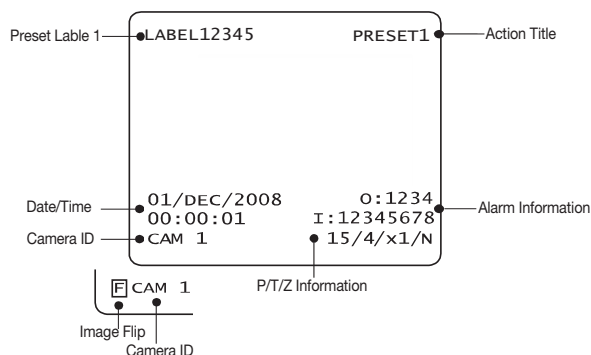 Preset Lable 1 LABEL12345 PRESET1 Action Title
Date/Time 01/DEC/2008 O:1234
00:00:01 I:12345678 Alarm Information
Camera ID CAM 1 15/4/x1/N
F CAM 1 P/T/Z Information
Image Flip
Camera ID